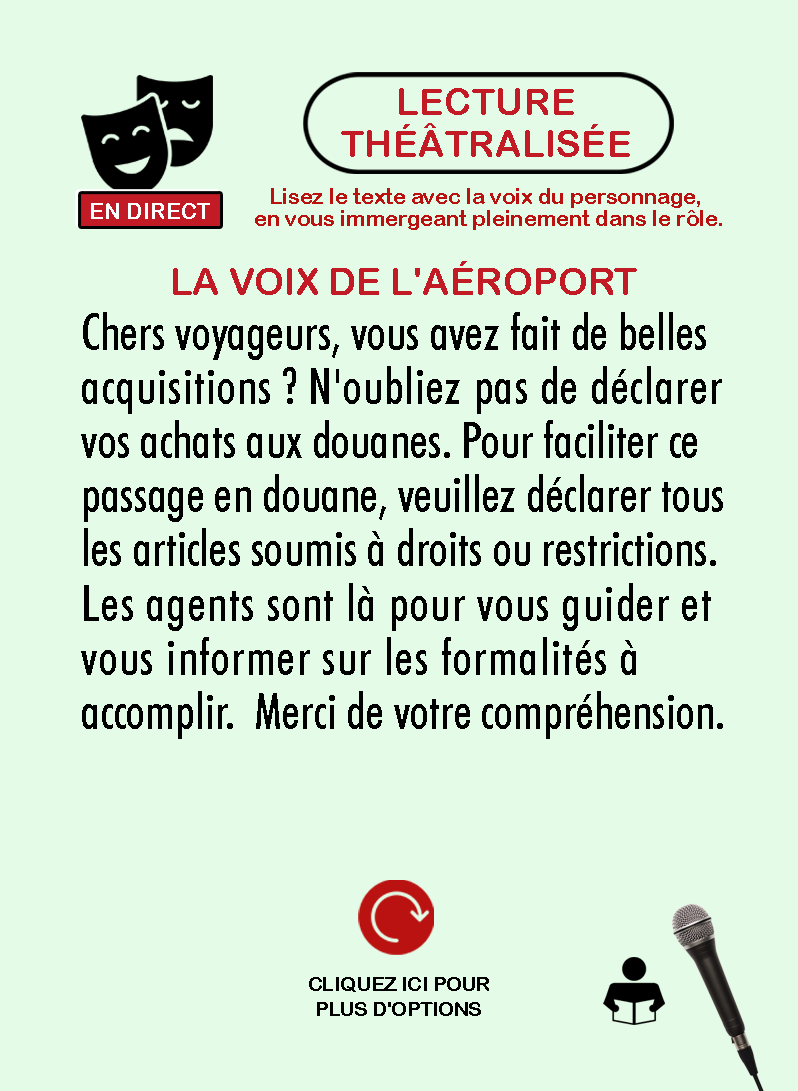 LECTURE
THÉÂTRALISÉE
EN DIRECT
Lisez le texte avec la voix du personnage,
en vous immergeant pleinement dans le rôle.
LA VOIX DE L'AÉROPORT
Chers voyageurs, vous avez fait de belles
acquisitions ? N'oubliez pas de déclarer
vos achats aux douanes. Pour faciliter ce
passage en douane, veuillez déclarer tous
les articles soumis à droits ou restrictions.
Les agents sont là pour vous guider et
vous informer sur les formalités à
accomplir.  Merci de votre compréhension.
CLIQUEZ ICI POUR
PLUS D'OPTIONS